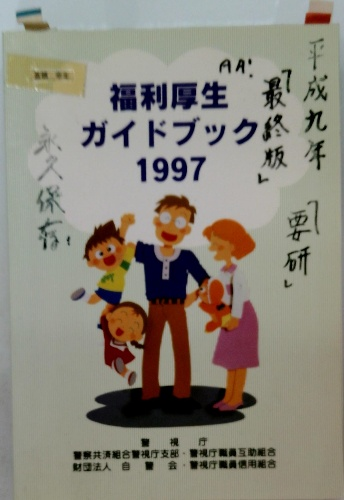 福利厚生
ガイドブック
1997
AA!
「最終版」
平成九年 「要研」
永久保存!
警視庁
警察共済組合警視庁支部・警視庁職員互助組合
財団法人 自警会・警視庁職員信用組合